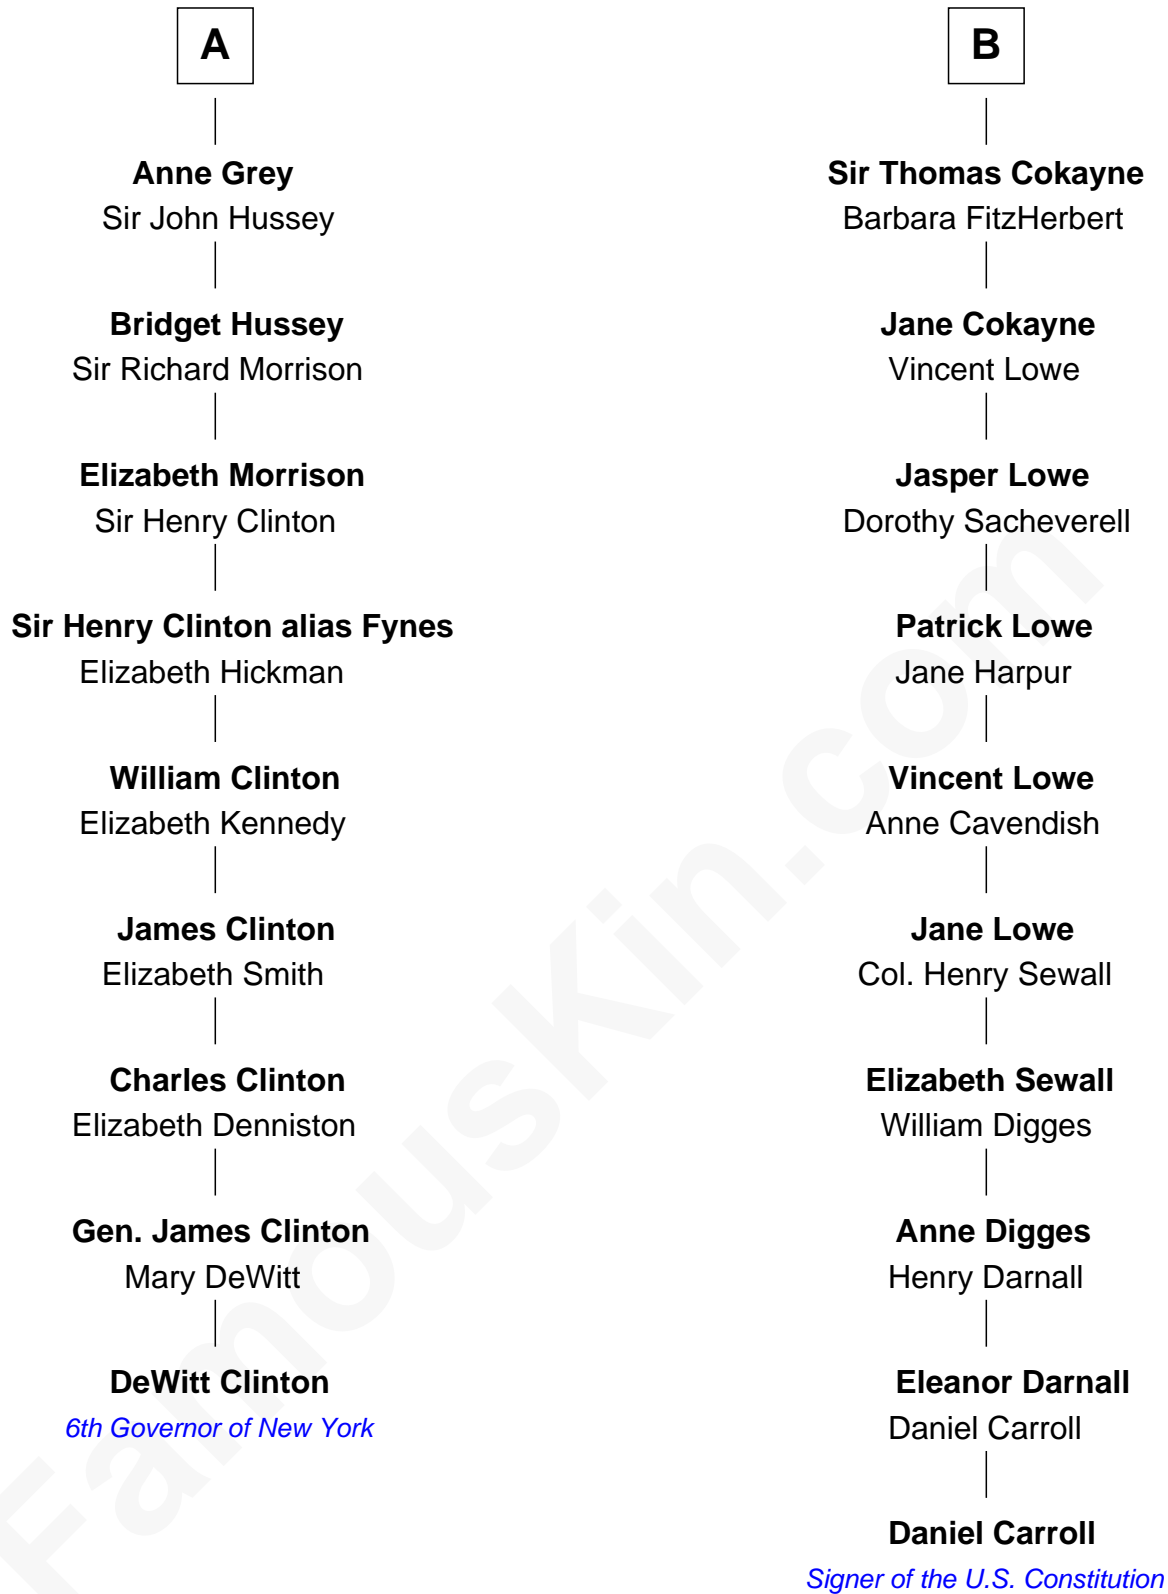 A
Anne Grey
Sir John Hussey
Bridget Hussey
Sir Richard Morrison
Elizabeth Morrison
Sir Henry Clinton
Sir Henry Clinton alias Fynes
Elizabeth Hickman
William Clinton
Elizabeth Kennedy
James Clinton
Elizabeth Smith
Charles Clinton
Elizabeth Denniston
Gen. James Clinton
Mary DeWitt
DeWitt Clinton
6th Governor of New York
B
Sir Thomas Cokayne
Barbara FitzHerbert
Jane Cokayne
Vincent Lowe
Jasper Lowe
Dorothy Sacheverell
Patrick Lowe
Jane Harpur
Vincent Lowe
Anne Cavendish
Jane Lowe
Col. Henry Sewall
Elizabeth Sewall
William Digges
Anne Digges
Henry Darnall
Eleanor Darnall
Daniel Carroll
Daniel Carroll
Signer of the U.S. Constitution
FamousKin.com